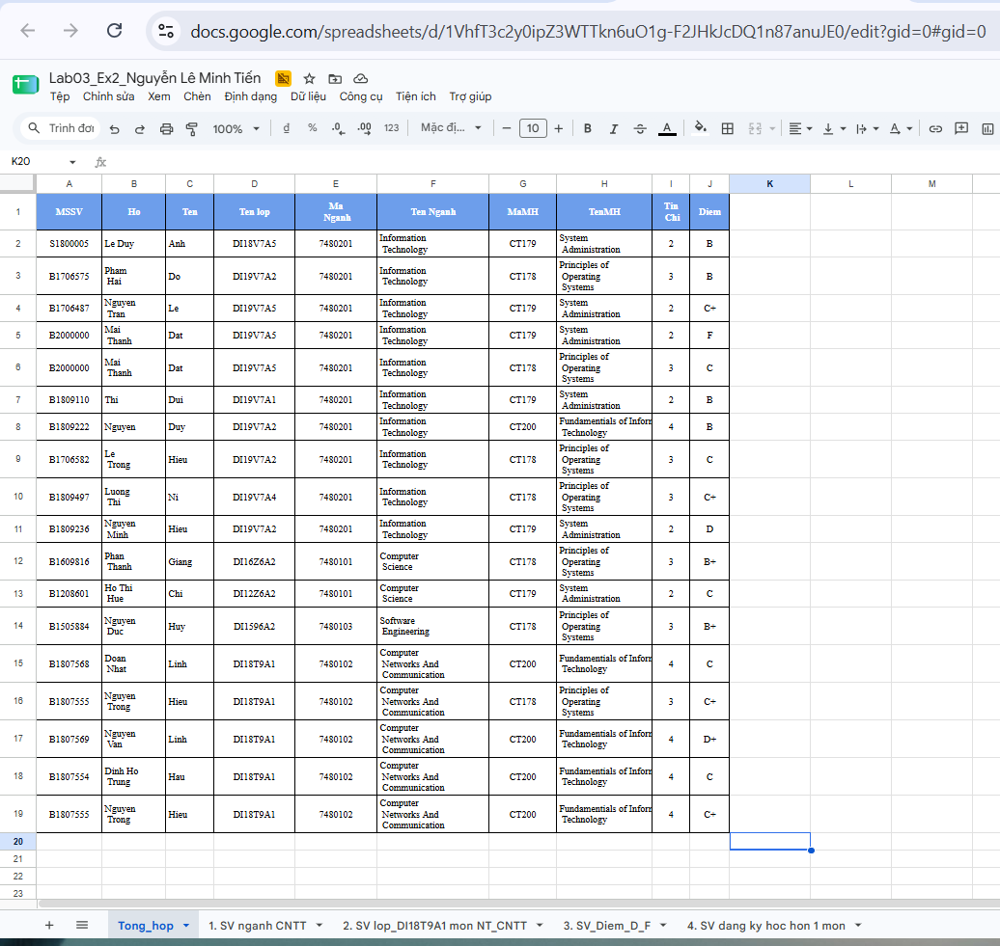 docs.google.com/spreadsheets/d/1VhfT3c2y0ipZ3WTTkn6uO1g-F2JHkJcDQ1n87anuJE0/edit?gid=0#gid=0
Lab03_Ex2_Nguyễn Lê Minh Tiến
Tệp Chỉnh sửa Xem Chèn Định dạng Dữ liệu Công cụ Tiện ích Trợ giúp
Trình đơn 100% đ % .0 .00 123 Mặc đị... 10 B I A
K20 fx
A B C D E F G H I J K L M
1 MSSV Ho Ten Ten lop Ma Ten Nganh MaMH TenMH Tin Diem
Nganh Chi
2 S1800005 Le Duy Anh DI18V7A5 7480201 Information CT179 System 2 B
Technology Administration
3 B1706575 Pham Do DI19V7A2 7480201 Information CT178 Principles of 3 B
Hai Technology Operating
Systems
4 B1706487 Nguyen Le DI19V7A5 7480201 Information CT179 System 2 C+
Tran Technology Administration
5 B2000000 Mai Dat DI19V7A5 7480201 Information CT179 System 2 F
Thanh Technology Administration
6 B2000000 Mai Dat DI19V7A5 7480201 Information CT178 Principles of 3 C
Thanh Technology Operating
Systems
7 B1809110 Thi Dui DI19V7A1 7480201 Information CT179 System 2 B
Technology Administration
8 B1809222 Nguyen Duy DI19V7A2 7480201 Information CT200 Fundamentials of Inforr 4 B
Technology Technology
9 B1706582 Le Hieu DI19V7A2 7480201 Information CT178 Principles of 3 C
Trong Technology Operating
Systems
10 B1809497 Luong Ni DI19V7A4 7480201 Information CT178 Principles of 3 C+
Thi Technology Operating
Systems
11 B1809236 Nguyen Hieu DI19V7A2 7480201 Information CT179 System 2 D
Minh Technology Administration
12 B1609816 Phan Giang DI16Z6A2 7480101 Computer CT178 Principles of 3 B+
Thanh Science Operating
Systems
13 B1208601 Ho Thi Chi DI12Z6A2 7480101 Computer CT179 System 2 C
Hue Science Administration
14 B1505884 Nguyen Huy DI1596A2 7480103 Software CT178 Principles of 3 B+
Duc Engineering Operating
Systems
15 B1807568 Doan Linh DI18T9A1 7480102 Computer CT200 Fundamentials of Inforr 4 C
Nhat Networks And Technology
Communication
16 B1807555 Nguyen Hieu DI18T9A1 7480102 Computer CT178 Principles of 3 C+
Trong Networks And Operating
Communication Systems
17 B1807569 Nguyen Linh DI18T9A1 7480102 Computer CT200 Fundamentials of Inforr 4 D+
Van Networks And Technology
Communication
18 B1807554 Dinh Ho Hau DI18T9A1 7480102 Computer CT200 Fundamentials of Inforr 4 C
Trung Networks And Technology
Communication
19 B1807555 Nguyen Hieu DI18T9A1 7480102 Computer CT200 Fundamentials of Inforr 4 C+
Trong Networks And Technology
Communication
20
21
22
23
Tong_hop 1. SV nganh CNTT 2. SV lop_DI18T9A1 mon NT_CNTT 3. SV_Diem_D_F 4. SV dang ky hoc hon 1 mon